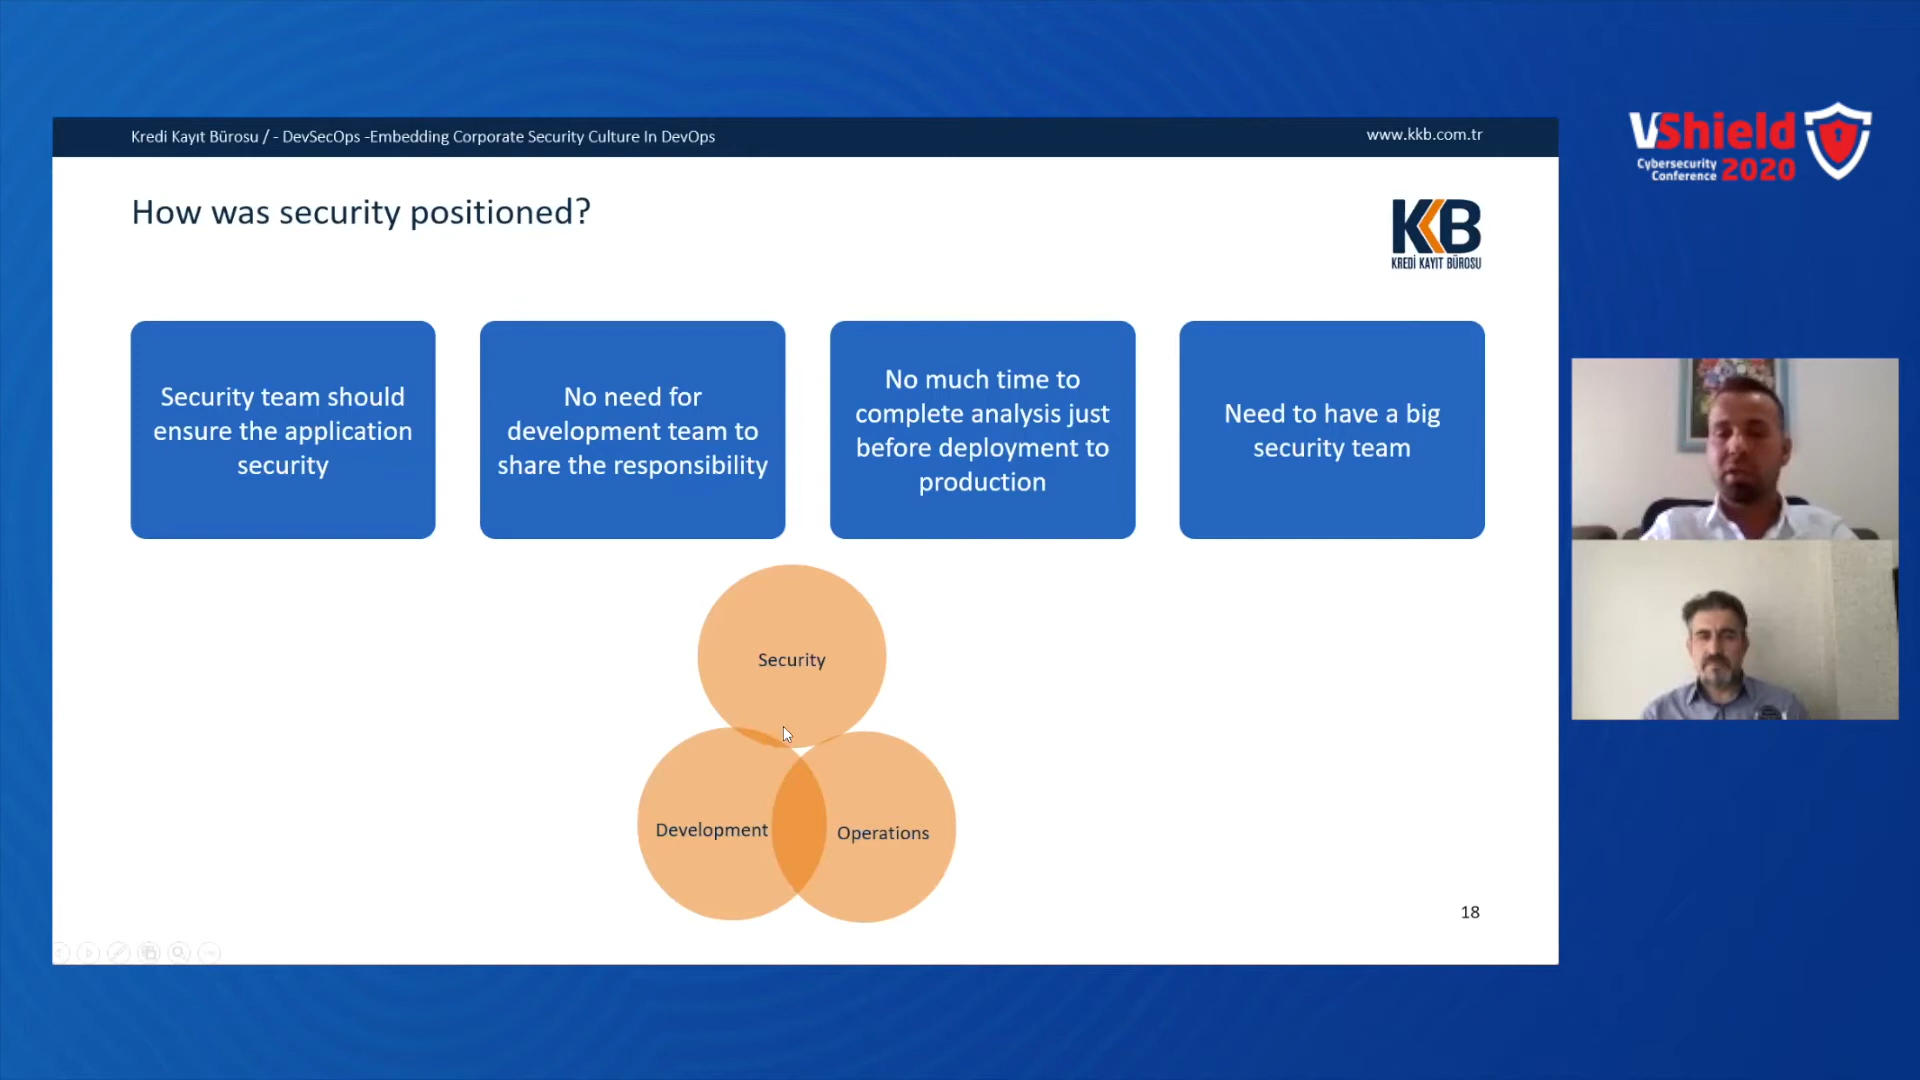 Kredi Kayıt Bürosu / - DevSecOps -Embedding Corporate Security Culture In DevOps
www.kkb.com.tr
VShield
Cybersecurity
Conference 2020
How was security positioned?
KKB
KREDİ KAYIT BÜROSU
Security team should
ensure the application
security
No need for
development team to
share the responsibility
No much time to
complete analysis just
before deployment to
production
Need to have a big
security team
Security
Development
Operations
18